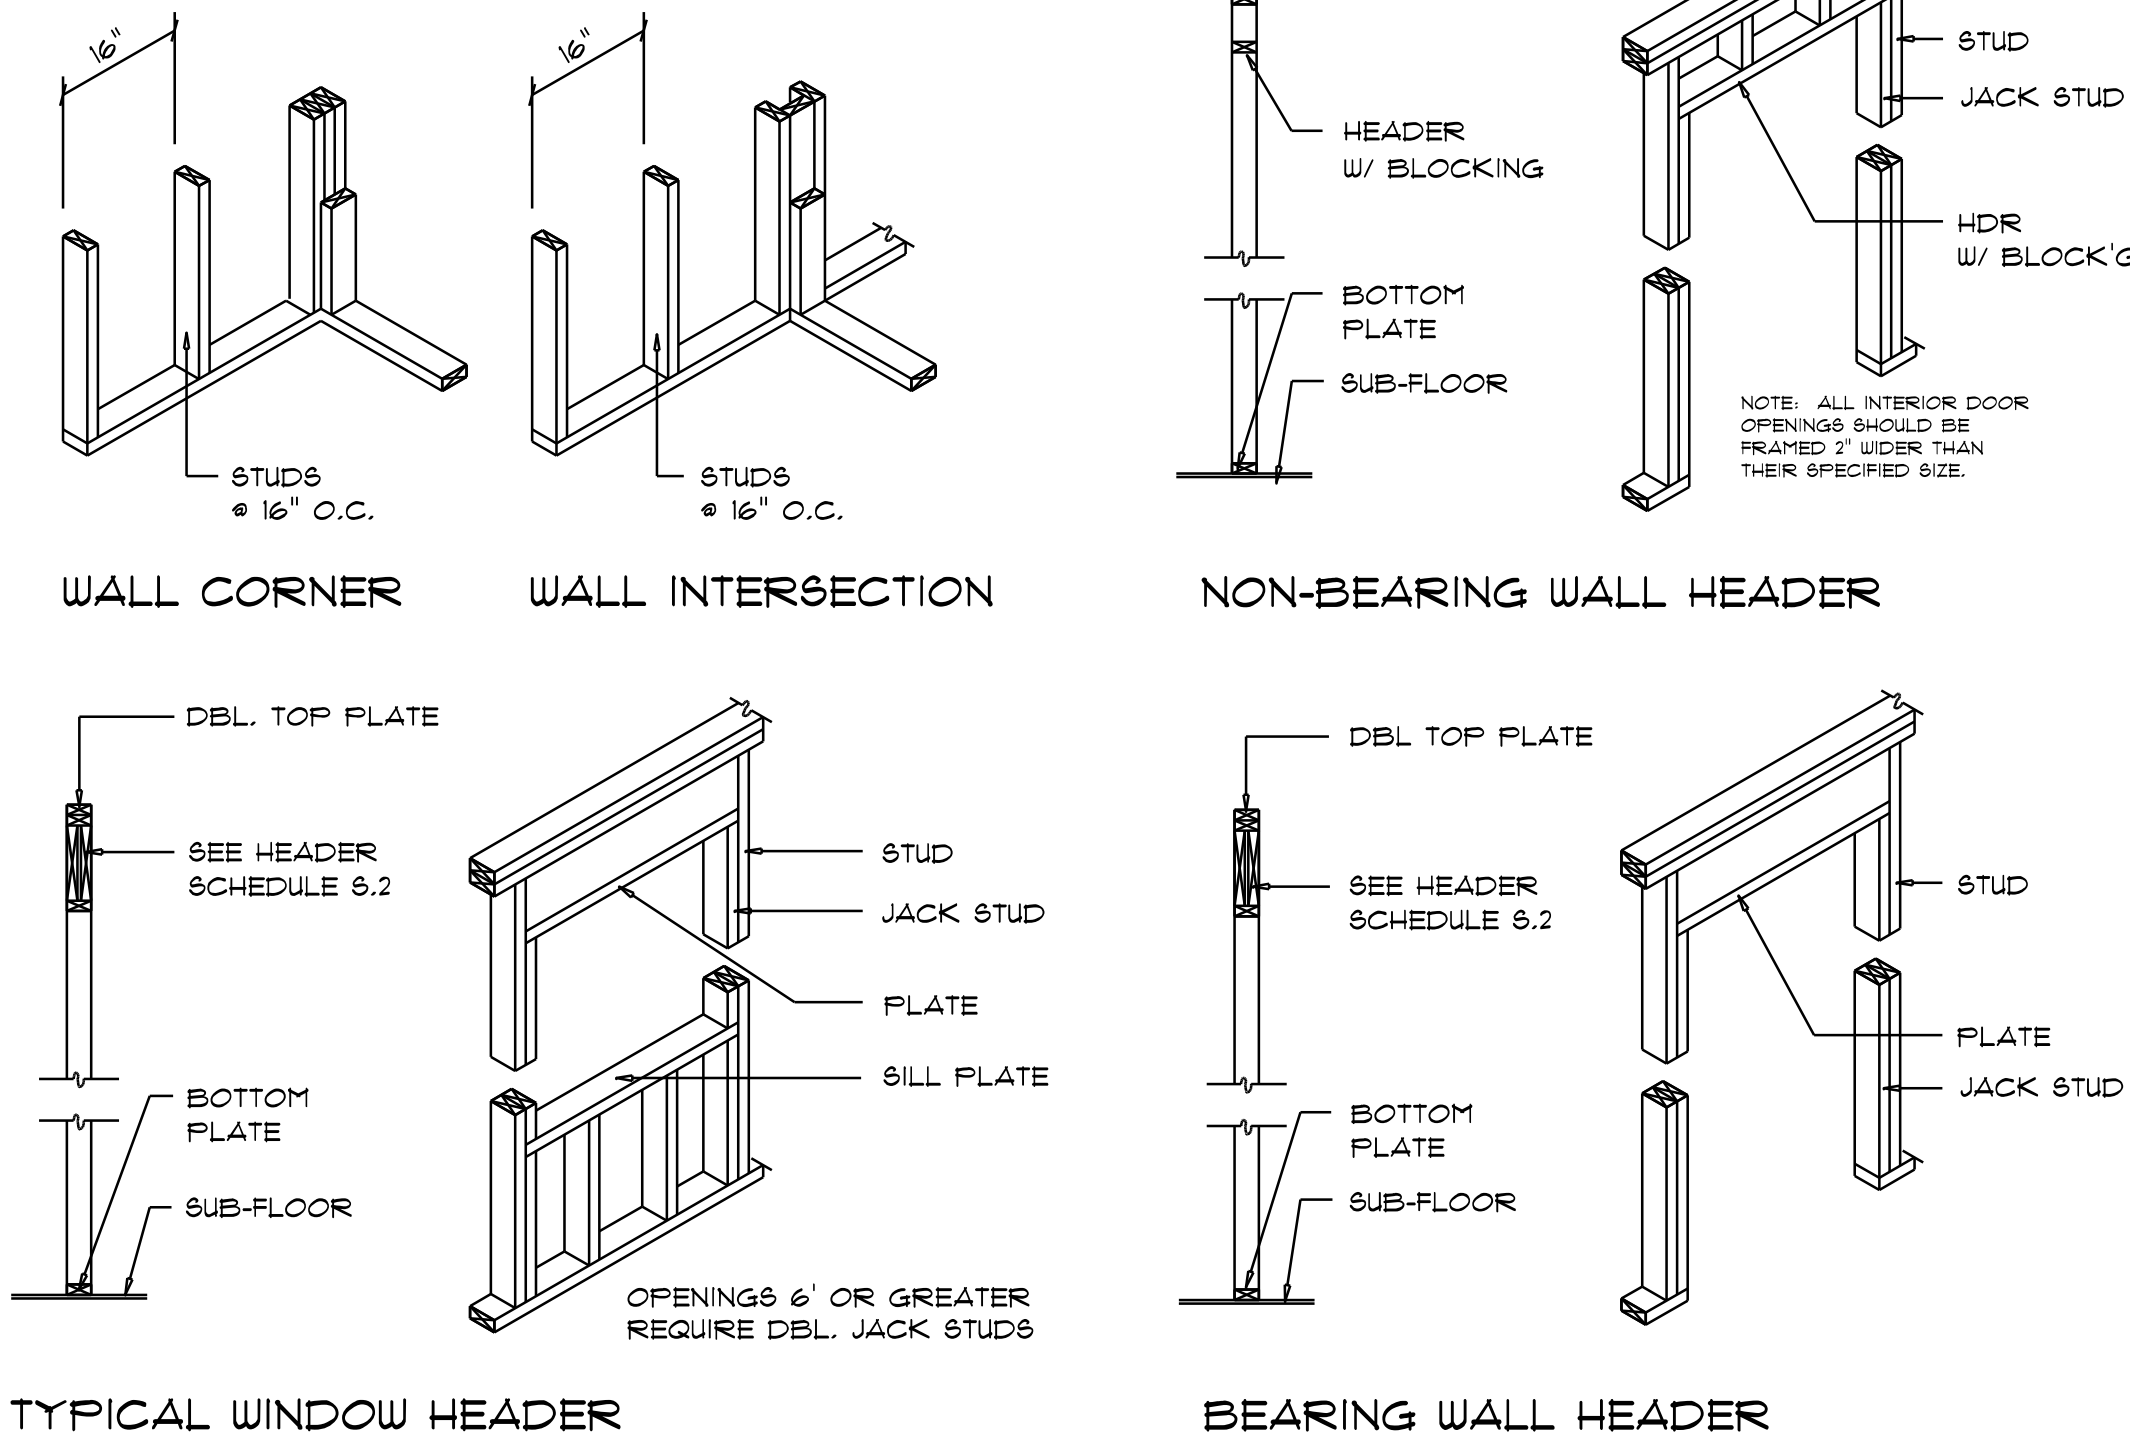 16"
STUDS
@ 16" O.C.
WALL CORNER
16"
STUDS
@ 16" O.C.
WALL INTERSECTION
HEADER
W/ BLOCKING
BOTTOM
PLATE
SUB-FLOOR
STUD
JACK STUD
HDR
W/ BLOCK'G
NOTE: ALL INTERIOR DOOR
OPENINGS SHOULD BE
FRAMED 2" WIDER THAN
THEIR SPECIFIED SIZE.
NON-BEARING WALL HEADER
DBL. TOP PLATE
SEE HEADER
SCHEDULE S.2
BOTTOM
PLATE
SUB-FLOOR
STUD
JACK STUD
PLATE
SILL PLATE
OPENINGS 6' OR GREATER
REQUIRE DBL. JACK STUDS
TYPICAL WINDOW HEADER
DBL TOP PLATE
SEE HEADER
SCHEDULE S.2
BOTTOM
PLATE
SUB-FLOOR
STUD
PLATE
JACK STUD
BEARING WALL HEADER